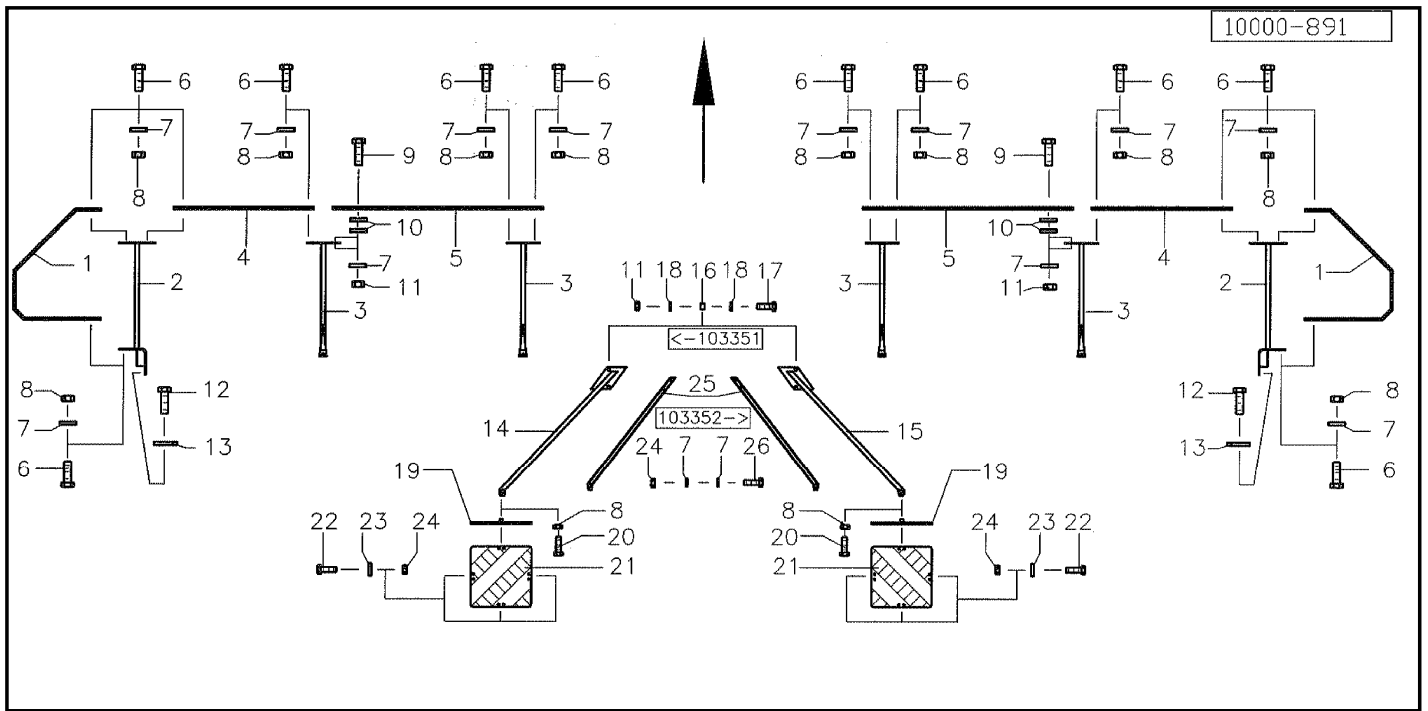 10000-891
6 6 6 6 6 6 6 6
7 7 7 7 7 7 7 7
8 8 8 9 8 8 9 8
8 8
10 10
1 4 5 5 4 1
2 7 3 3 7 2
11 11 18 16 18 17 11
3 3
<-103351
8 12 25 12 8
7 13 14 103352-> 15 13 7
6 19 24 7 7 26 19 6
22 23 24 8 8 24 23 22
20 20
21 21